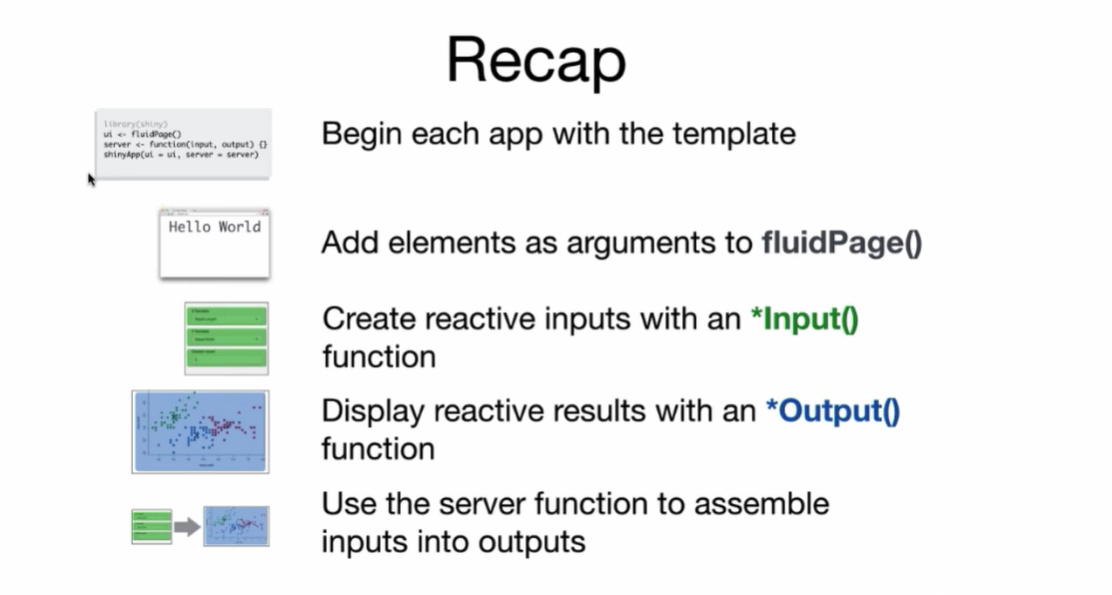 Recap
library(shiny)
ui <- fluidPage()
server <- function(input, output) {}
shinyApp(ui = ui, server = server)
Begin each app with the template
Hello World
Add elements as arguments to fluidPage()
Create reactive inputs with an *Input()
function
Display reactive results with an *Output()
function
Use the server function to assemble
inputs into outputs